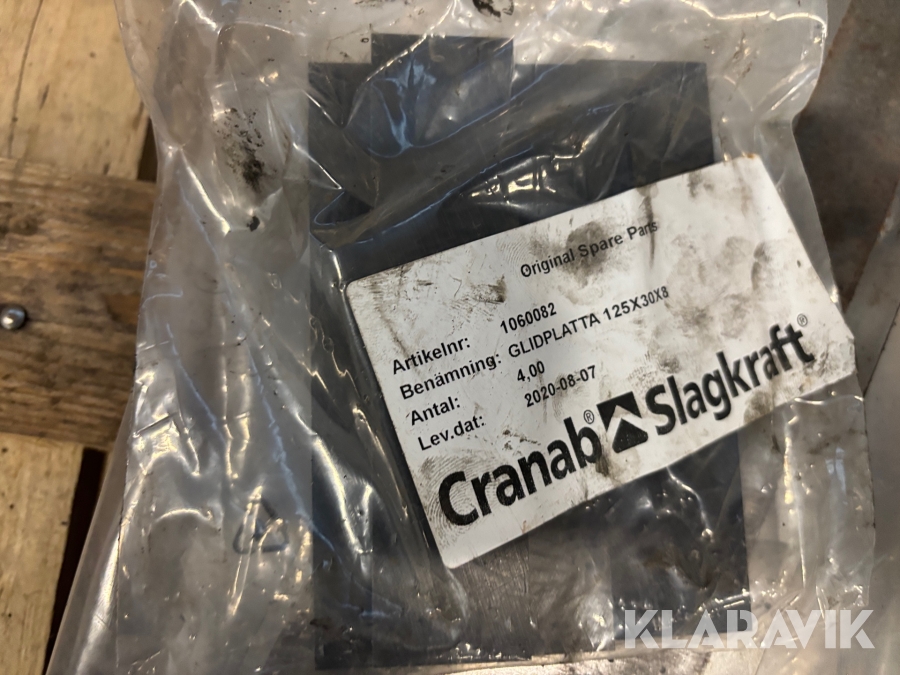 Original Spare Parts
Artikelnr: 1060082
Benämning: GLIDPLATTA 125X30X8
Antal: 4,00
Lev.dat: 2020-08-07
Cranab® Slagkraft®
KLARAVIK